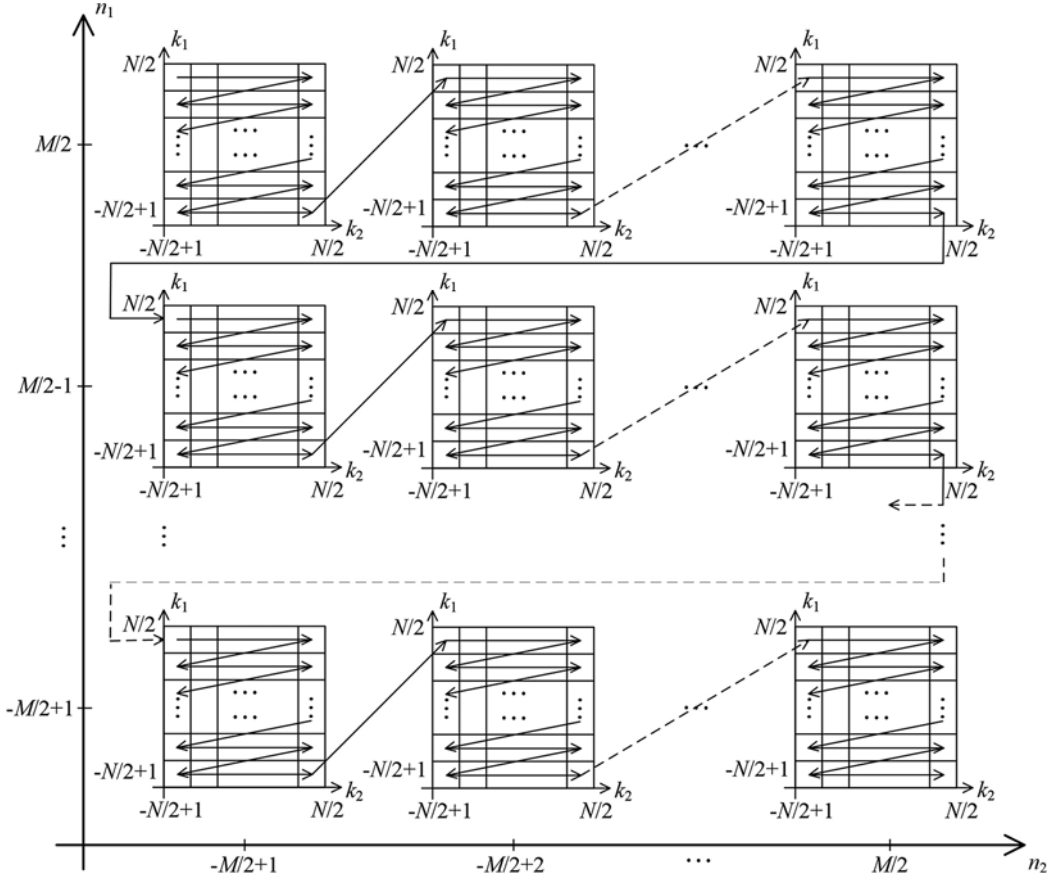 n1
k1 k1 k1
N/2 N/2 N/2
... ... ...
M/2 ⋮ ⋮ ⋮ ⋮ ... ⋮ ⋮
... ... ...
-N/2+1 -N/2+1 -N/2+1
k2 k2 k2
-N/2+1 N/2 -N/2+1 N/2 -N/2+1 N/2
k1 k1 k1
N/2 N/2 N/2
... ... ...
M/2-1 ⋮ ⋮ ⋮ ⋮ ... ⋮ ⋮
... ... ...
-N/2+1 -N/2+1 -N/2+1
k2 k2 k2
-N/2+1 N/2 -N/2+1 N/2 -N/2+1 N/2
⋮ ⋮ ⋮
k1 k1 k1
N/2 N/2 N/2
... ... ...
-M/2+1 ⋮ ⋮ ⋮ ⋮ ... ⋮ ⋮
... ... ...
-N/2+1 -N/2+1 -N/2+1
k2 k2 k2
-N/2+1 N/2 -N/2+1 N/2 -N/2+1 N/2
-M/2+1 -M/2+2 ... M/2 n2